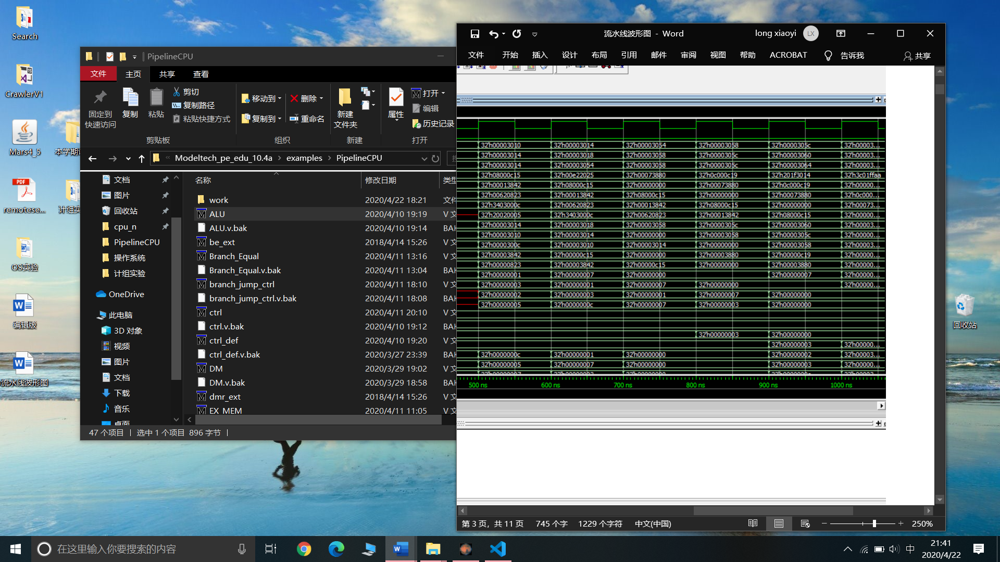 Search
CrawlerV1
Mars4_5
本学期
remotese...
计组实
OS实验
编辑版
流水线波形图
回收站
PipelineCPU
文件 主页 共享 查看
固定到
快速访问
复制
粘贴
剪切
复制路径
粘贴快捷方式
剪贴板
移动到
复制到
删除
重命名
组织
新建
文件夹
新建
属性
打开
编辑
历史记录
打开
« Modeltech_pe_edu_10.4a › examples › PipelineCPU
文档
图片
回收站
cpu_n
PipelineCPU
操作系统
计组实验
OneDrive
此电脑
3D 对象
视频
图片
文档
下载
音乐
桌面
名称 修改日期 类型
work 2020/4/22 18:21 文件
ALU 2020/4/10 19:19 V 文
ALU.v.bak 2020/4/10 19:14 BAK
be_ext 2018/4/14 15:26 V 文
Branch_Equal 2020/4/11 13:16 V 文
Branch_Equal.v.bak 2020/4/11 13:04 BAK
branch_jump_ctrl 2020/4/11 18:10 V 文
branch_jump_ctrl.v.bak 2020/4/11 18:08 BAK
ctrl 2020/4/11 20:10 V 文
ctrl.v.bak 2020/4/10 19:12 BAK
ctrl_def 2020/4/10 19:20 V 文
ctrl_def.v.bak 2020/3/27 23:39 BAK
DM 2020/3/29 19:02 V 文
DM.v.bak 2020/3/29 18:58 BAK
dmr_ext 2018/4/14 15:26 V 文
EX_MEM 2020/4/11 11:05 V 文
47 个项目 选中 1 个项目 896 字节
流水线波形图 - Word
long xiaoyi LX
文件 开始 插入 设计 布局 引用 邮件 审阅 视图 帮助 ACROBAT 告诉我 共享
32'h00003010 32'h00003014 32'h00003054 32'h00003058 32'h0000305c 32'h00003...
32'h00003014 32'h00003018 32'h00003058 32'h0000305c 32'h00003060 32'h00003...
32'h00003014 32'h00003054 32'h00003058 32'h0000305c 32'h00003064 32'h00003...
32'h08000c15 32'h00e22025 32'h00073880 32'h0c000c19 32'h201f3014 32'h3c01ffaa
32'h00013842 32'h08000c15 32'h00000000 32'h00073880 32'h0c000c19 32'h00000...
32'h00620823 32'h00013842 32'h08000c15 32'h00000000 32'h00073880 32'h0c000...
32'h3403000c 32'h00620823 32'h00013842 32'h08000c15 32'h00000000 32'h00073...
32'h20020005 32'h3403000c 32'h00620823 32'h00013842 32'h08000c15 32'h00000...
32'h00003014 32'h00003018 32'h00003058 32'h0000305c 32'h00003060 32'h00003...
32'h00003010 32'h00003014 32'h00000000 32'h00003058 32'h0000305c 32'h00003...
32'h0000300c 32'h00003010 32'h00003014 32'h00000000 32'h00003058 32'h00003...
32'h00003842 32'h00000c15 32'h00000000 32'h00003880 32'h00000c19 32'h00000...
32'h00000823 32'h00003842 32'h00000c15 32'h00000000 32'h00003880 32'h00000...
32'h00000001 32'h00000007 32'h00000000 32'h00000007 32'h00000...
32'h00000003 32'h00000001 32'h00000007 32'h00000000 32'h00000...
32'h00000002 32'h00000003 32'h00000001 32'h00000007 32'h00000000
32'h00000005 32'h0000000c 32'h00000007 32'h00000003 32'h00000000
32'h00000003 32'h00000000
32'h00000003 32'h00000...
32'h0000000c 32'h00000001 32'h00000000 32'h00000002 32'h00003...
32'h00000005 32'h00000007 32'h00000000 32'h00000003 32'h00000...
500 ns 600 ns 700 ns 800 ns 900 ns 1000 ns
第 3 页，共 11 页 745 个字 1229 个字符 中文(中国) 250%
在这里输入你要搜索的内容
中
21:41
2020/4/22